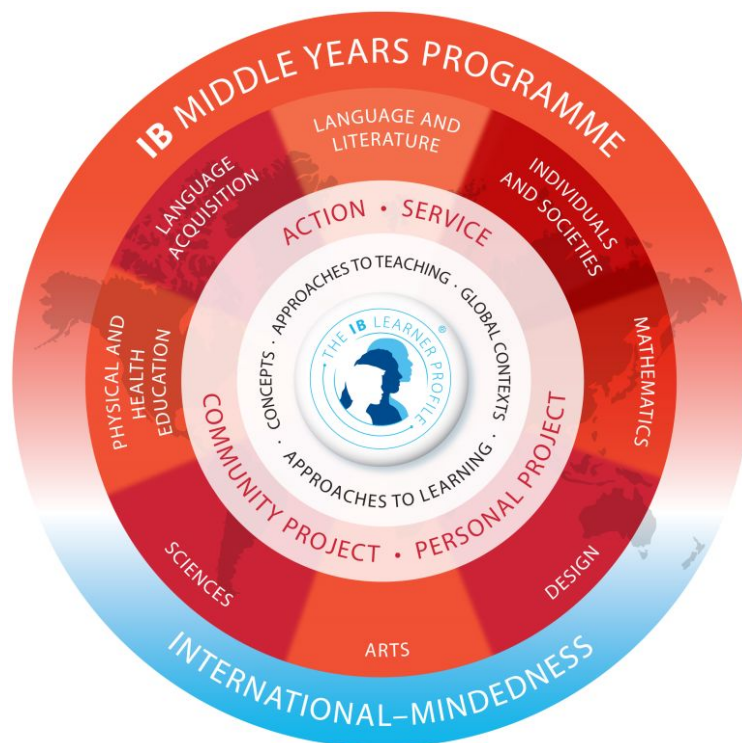 IB MIDDLE YEARS PROGRAMME
LANGUAGE AND
LITERATURE
INDIVIDUALS
AND SOCIETIES
MATHEMATICS
DESIGN
ARTS
SCIENCES
PHYSICAL AND
HEALTH
EDUCATION
LANGUAGE
ACQUISITION
ACTION • SERVICE
PERSONAL PROJECT
COMMUNITY PROJECT •
APPROACHES TO TEACHING · GLOBAL CONTEXTS ·
APPROACHES TO LEARNING
· CONCEPTS ·
• THE IB LEARNER PROFILE •
®
INTERNATIONAL–MINDEDNESS